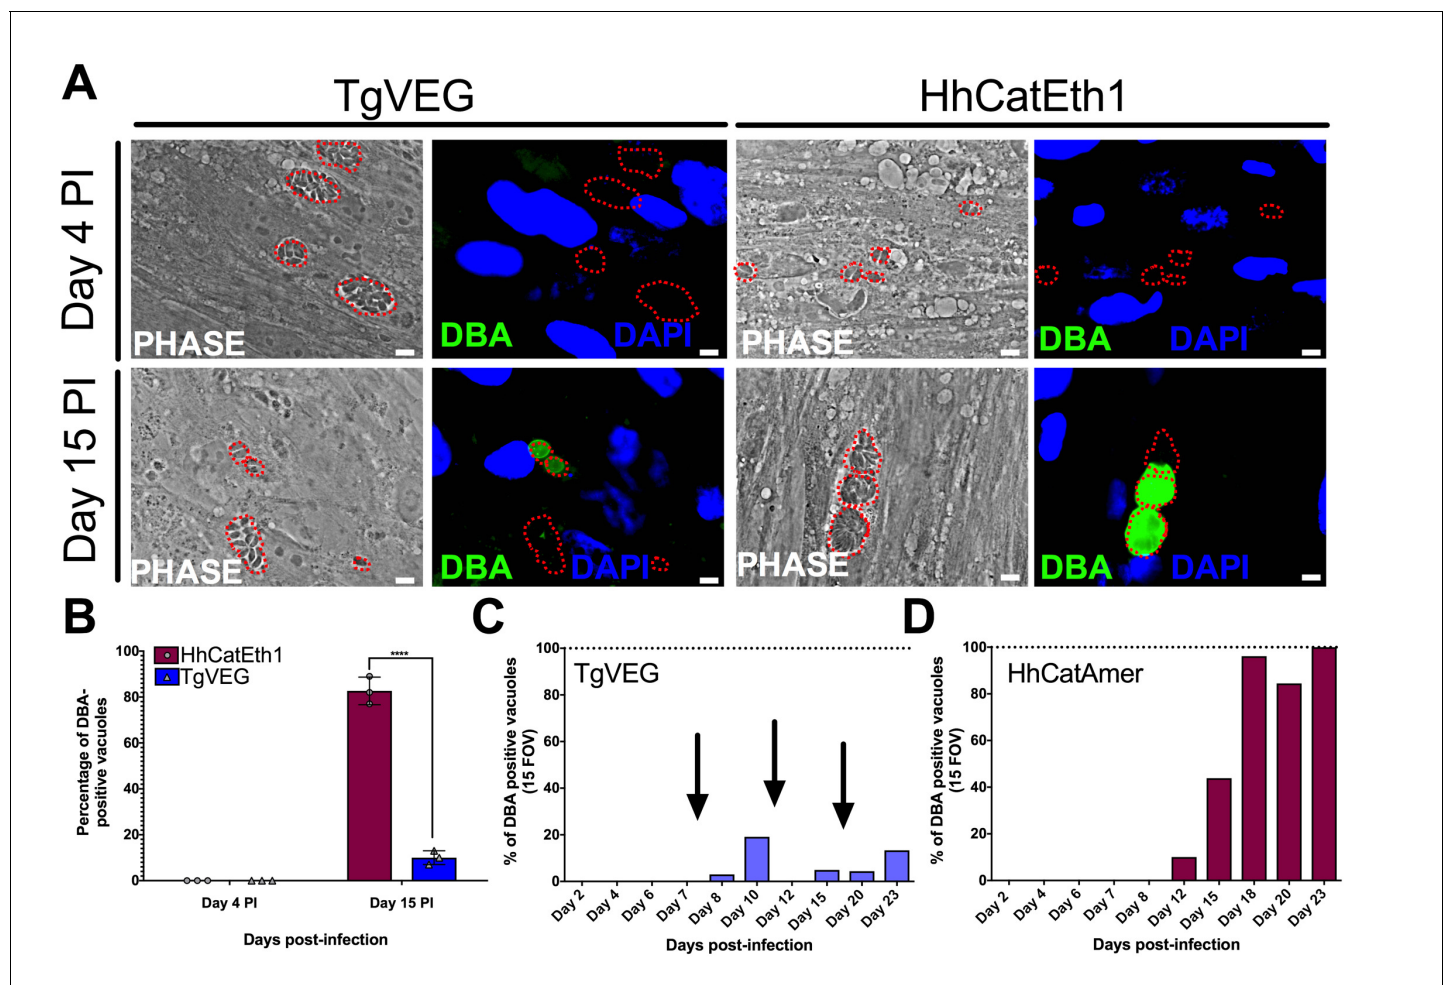 A
TgVEG
HhCatEth1
Day 4 PI
PHASE
DBA
DAPI
PHASE
DBA
DAPI
Day 15 PI
PHASE
DBA
DAPI
PHASE
DBA
DAPI
B
HhCatEth1
TgVEG
****
100
80
60
40
20
0
Percentage of DBA-
positive vacuoles
Day 4 PI
Day 15 PI
Days post-infection
C
TgVEG
100
80
60
40
20
0
% of DBA positive vacuoles
(15 FOV)
Day 2
Day 4
Day 6
Day 7
Day 8
Day 10
Day 12
Day 15
Day 20
Day 23
Days post-infection
D
HhCatAmer
100
80
60
40
20
0
% of DBA positive vacuoles
(15 FOV)
Day 2
Day 4
Day 6
Day 7
Day 8
Day 12
Day 15
Day 18
Day 20
Day 23
Days post-infection